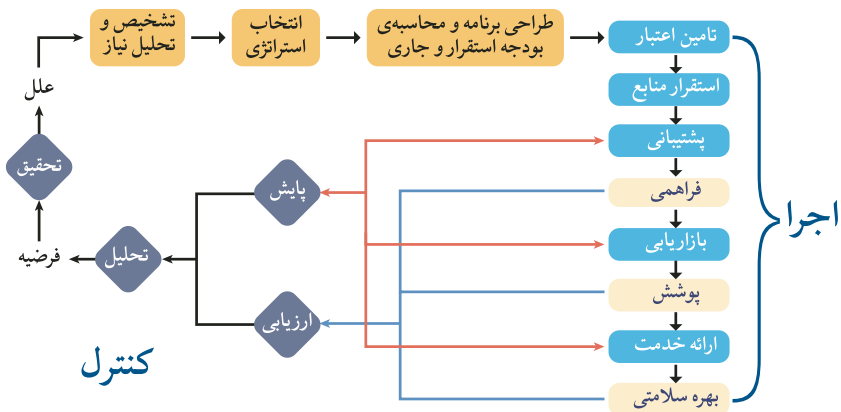 تشخیص و
تحلیل نیاز
انتخاب
استراتژی
طراحی برنامه و محاسبه‌ی
بودجه استقرار و جاری
تامین اعتبار
استقرار منابع
پشتیبانی
فراهمی
بازاریابی
پوشش
ارائه خدمت
بهره سلامتی
اجرا
پایش
ارزیابی
تحلیل
فرضیه
تحقیق
علل
کنترل